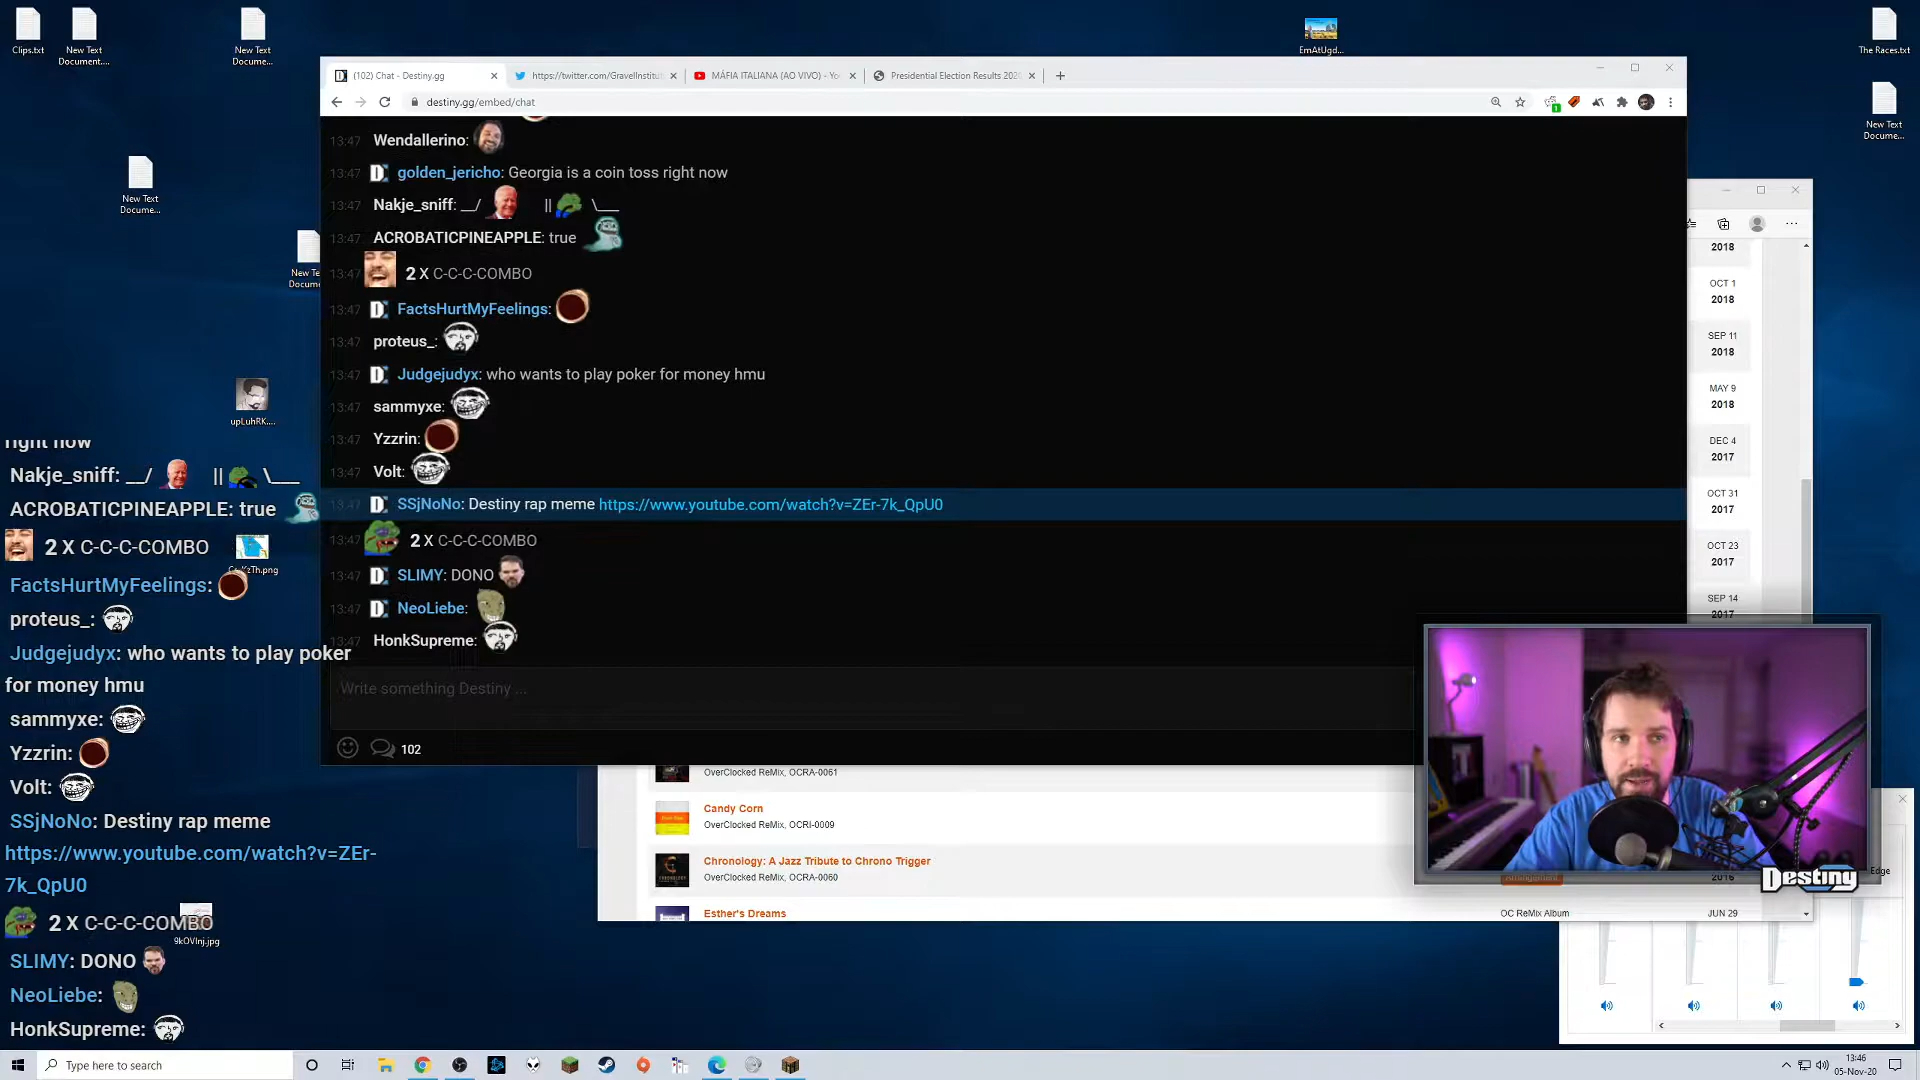 Clips.txt
New Text
Document....
New Text
Docume...
EmAtUgd...
The Races.txt
New Text
Docume...
New Text
Docume...
New Te
Docum
upLuhRK....
(102) Chat - Destiny.gg
https://twitter.com/GravelInstitut
MÁFIA ITALIANA (AO VIVO) - Yo
Presidential Election Results 2020
destiny.gg/embed/chat
13:47 Wendallerino:
13:47 golden_jericho: Georgia is a coin toss right now
13:47 Nakje_sniff: __/ || \___
13:47 ACROBATICPINEAPPLE: true
13:47 2 X C-C-C-COMBO
13:47 FactsHurtMyFeelings:
13:47 proteus_:
13:47 Judgejudyx: who wants to play poker for money hmu
13:47 sammyxe:
13:47 Yzzrin:
13:47 Volt:
13:47 SSjNoNo: Destiny rap meme https://www.youtube.com/watch?v=ZEr-7k_QpU0
13:47 2 X C-C-C-COMBO
13:47 SLIMY: DONO
13:47 NeoLiebe:
13:47 HonkSupreme:
Write something Destiny ...
102
2018
OCT 1
2018
SEP 11
2018
MAY 9
2018
DEC 4
2017
OCT 31
2017
OCT 23
2017
SEP 14
2017
right now
Nakje_sniff: __/ || \___
ACROBATICPINEAPPLE: true
2 X C-C-C-COMBO
FactsHurtMyFeelings:
proteus_:
Judgejudyx: who wants to play poker
for money hmu
sammyxe:
Yzzrin:
Volt:
SSjNoNo: Destiny rap meme
https://www.youtube.com/watch?v=ZEr-
7k_QpU0
2 X C-C-C-COMBO
9kOVInj.jpg
SLIMY: DONO
NeoLiebe:
HonkSupreme:
OverClocked ReMix, OCRA-0061
Candy Corn
OverClocked ReMix, OCRI-0009
Chronology: A Jazz Tribute to Chrono Trigger
OverClocked ReMix, OCRA-0060
Arrangement
2016
Esther's Dreams
OC ReMix Album
JUN 29
Destiny
Edge
Type here to search
13:46
05-Nov-20